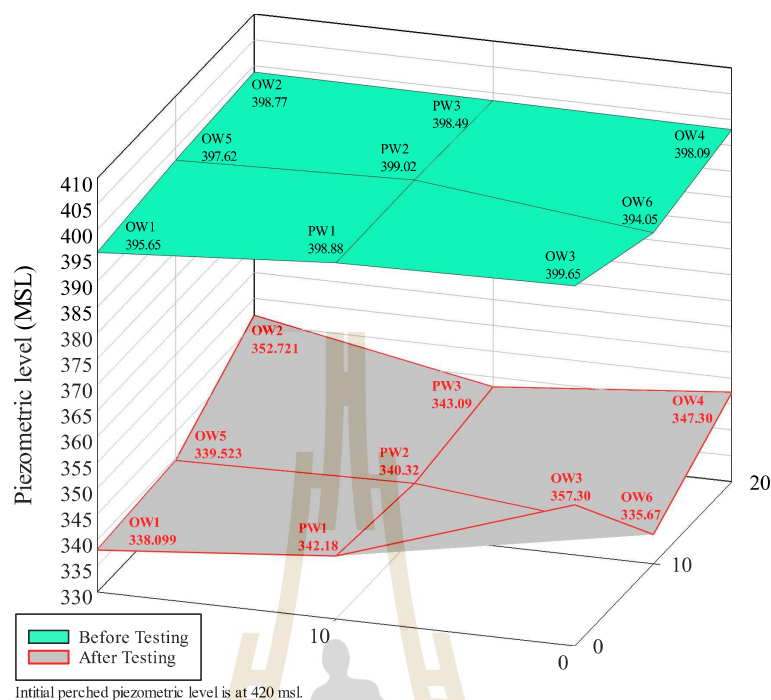 OW2
398.77
PW3
398.49
OW4
398.09
OW5
397.62
PW2
399.02
OW6
394.05
OW1
395.65
PW1
398.88
OW3
399.65
410
405
400
395
390
385
380
375
370
365
360
355
350
345
340
335
330
Piezometric level (MSL)
OW2
352.721
PW3
343.09
OW4
347.30
OW5
339.523
PW2
340.32
OW3
357.30
OW6
335.67
OW1
338.099
PW1
342.18
20
10
0
10
0
Before Testing
After Testing
Intitial perched piezometric level is at 420 msl.